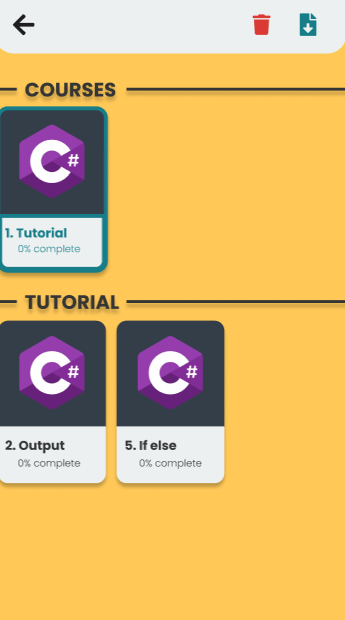 COURSES
C#
1. Tutorial
0% complete
TUTORIAL
C#
C#
2. Output
5. If else
0% complete
0% complete